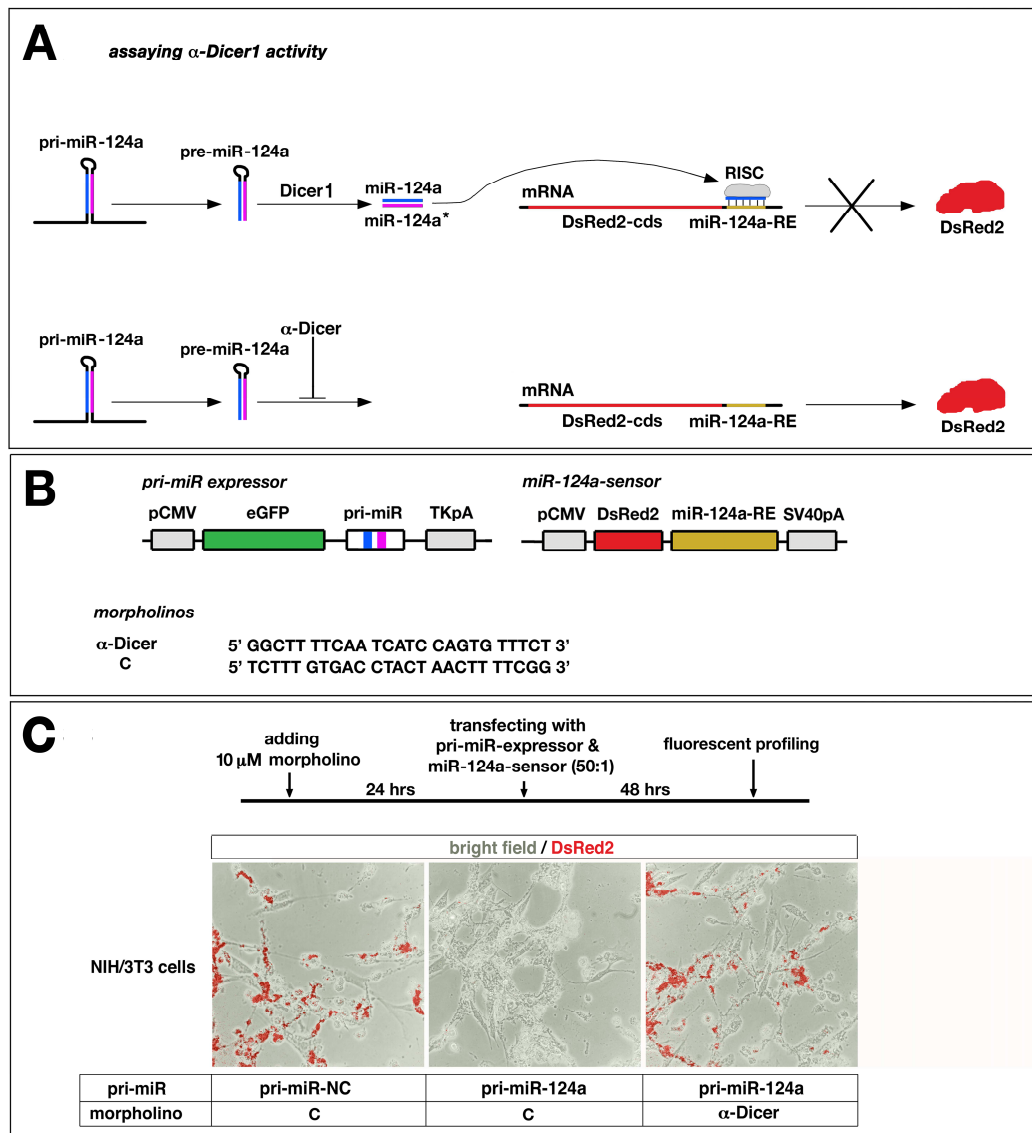 A
assaying α-Dicer1 activity
pri-miR-124a
pre-miR-124a
Dicer1
miR-124a
miR-124a*
mRNA
RISC
DsRed2-cds
miR-124a-RE
DsRed2
pri-miR-124a
pre-miR-124a
α-Dicer
mRNA
DsRed2-cds
miR-124a-RE
DsRed2
B
pri-miR expressor
miR-124a-sensor
pCMV eGFP pri-miR TKpA
pCMV DsRed2 miR-124a-RE SV40pA
morpholinos
α-Dicer 5' GGCTT TTCAA TCATC CAGTG TTTCT 3'
C 5' TCTTT GTGAC CTACT AACTT TTCGG 3'
C
adding
10 μM morpholino
transfecting with
pri-miR-expressor &
miR-124a-sensor (50:1)
fluorescent profiling
24 hrs
48 hrs
bright field / DsRed2
NIH/3T3 cells
pri-miR pri-miR-NC pri-miR-124a pri-miR-124a
morpholino C C α-Dicer